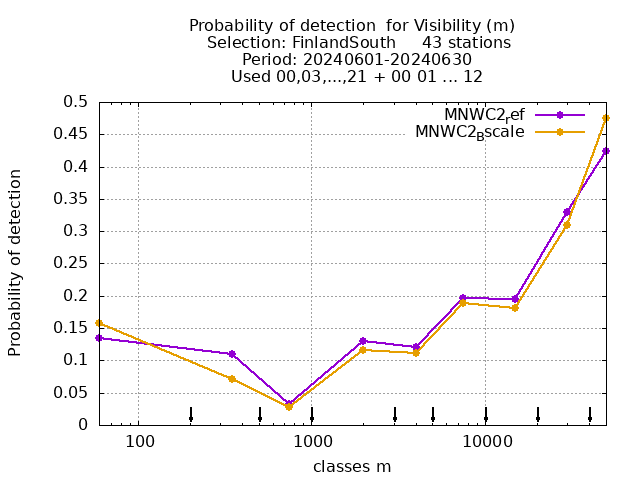 Probability of detection  for Visibility (m)
Selection: FinlandSouth     43 stations
Period: 20240601-20240630
Used 00,03,...,21 + 00 01 ... 12
MNWC2ref
MNWC2Bscale
Probability of detection
0.5
0.45
0.4
0.35
0.3
0.25
0.2
0.15
0.1
0.05
0
100 1000 10000
classes m